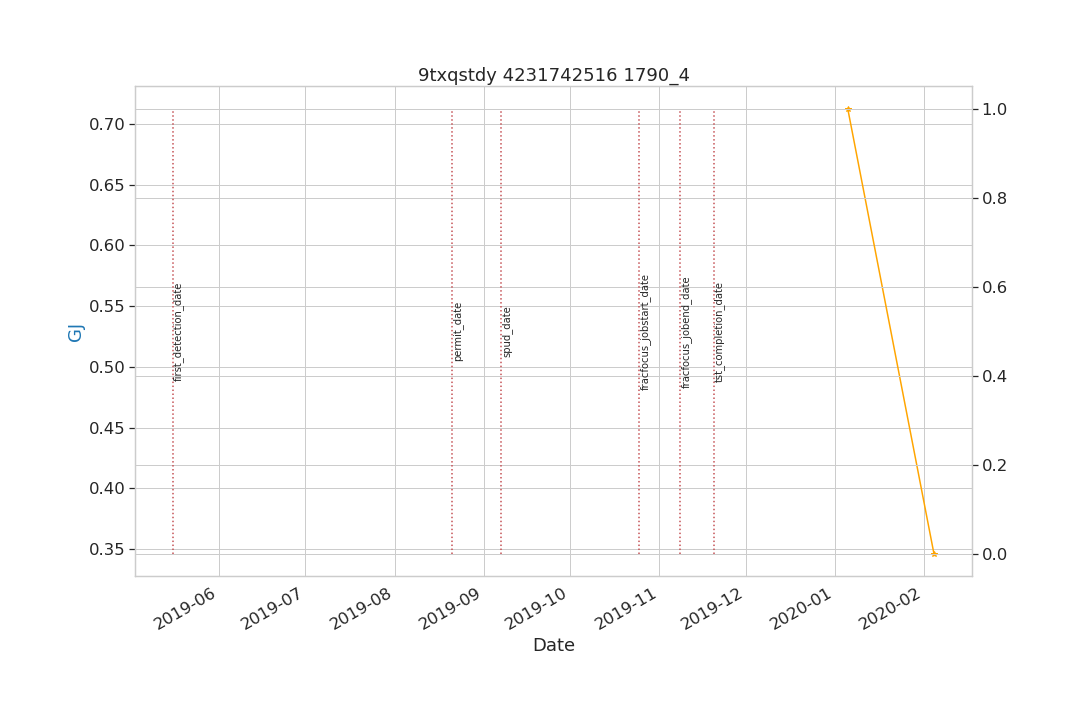 9txqstdy 4231742516 1790_4
GJ
0.70
0.65
0.60
0.55
0.50
0.45
0.40
0.35
1.0
0.8
0.6
0.4
0.2
0.0
first_detection_date
permit_date
spud_date
fracfocus_jobstart_date
fracfocus_jobend_date
tst_completion_date
2019-06
2019-07
2019-08
2019-09
2019-10
2019-11
2019-12
2020-01
2020-02
Date